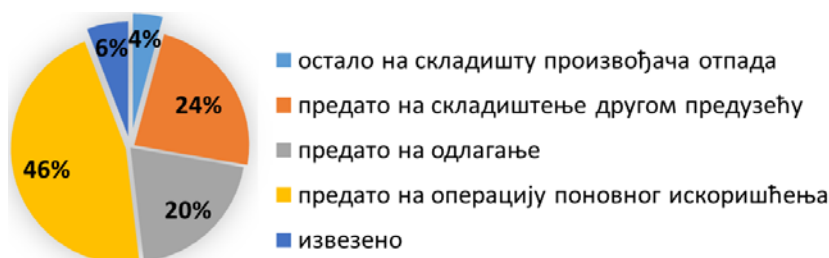 6%
4%
24%
46%
20%
остало на складишту произвођача отпада
предато на складиштење другом предузећу
предато на одлагање
предато на операцију поновног искоришћења
извезено